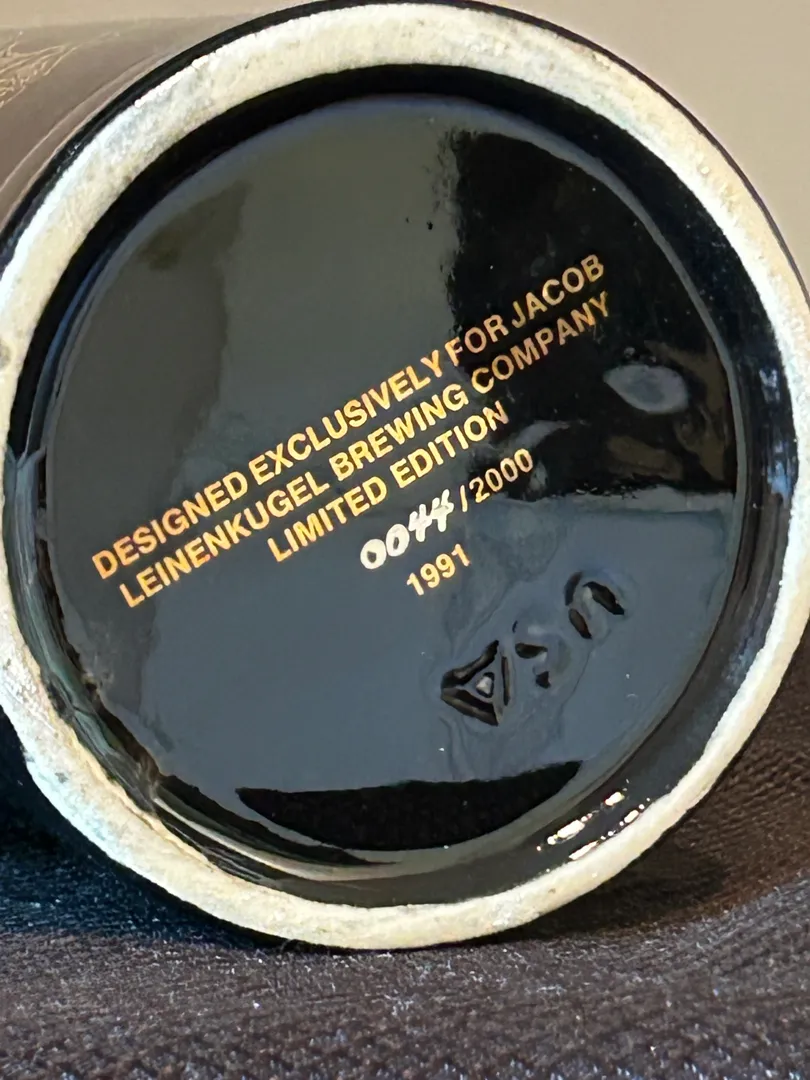 DESIGNED EXCLUSIVELY FOR JACOB
LEINENKUGEL BREWING COMPANY
LIMITED EDITION
0044/2000
1991